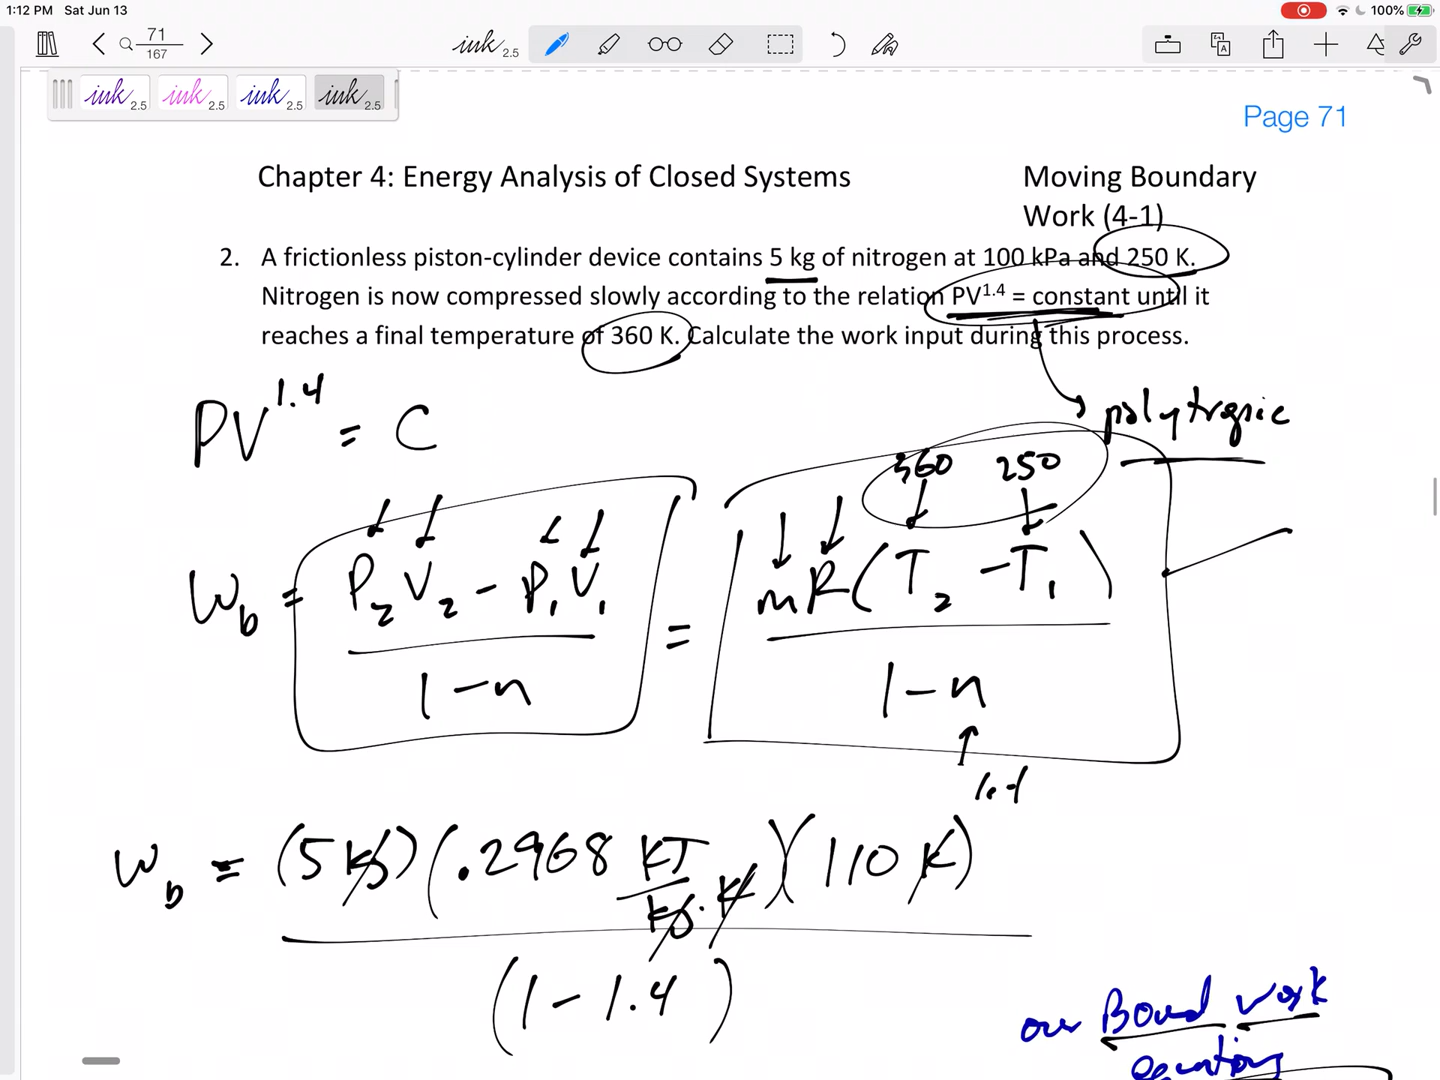 1:12 PM Sat Jun 13
100%
71
167
ink 2.5
ink 2.5 ink 2.5 ink 2.5 ink 2.5
Page 71
Chapter 4: Energy Analysis of Closed Systems
Moving Boundary
Work (4-1)
2. A frictionless piston-cylinder device contains 5 kg of nitrogen at 100 kPa and 250 K.
Nitrogen is now compressed slowly according to the relation PV^1.4 = constant until it
reaches a final temperature of 360 K. Calculate the work input during this process.
PV^1.4 = C
polytropic
360 250
W_b = P₂V₂ - P₁V₁ / 1-n = mR(T₂ - T₁) / 1-n
1.4
W_b = (5 kg)(.2968 kJ/kg.K)(110 K)
(1 - 1.4)
our Bound work
equations